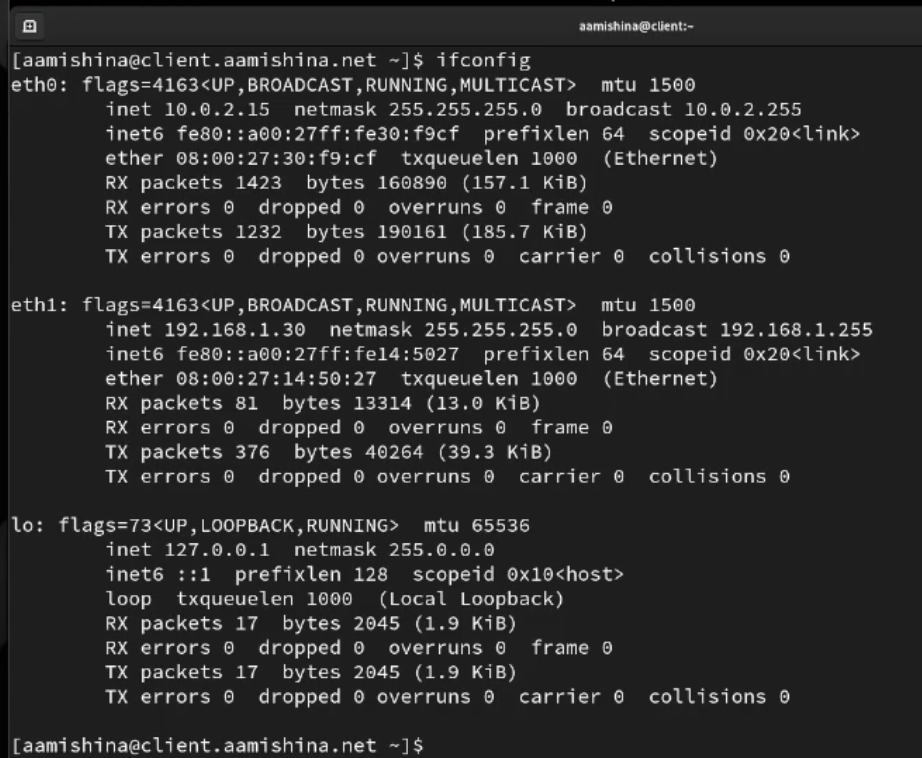 aamishina@client:~
[aamishina@client.aamishina.net ~]$ ifconfig
eth0: flags=4163<UP,BROADCAST,RUNNING,MULTICAST>  mtu 1500
        inet 10.0.2.15  netmask 255.255.255.0  broadcast 10.0.2.255
        inet6 fe80::a00:27ff:fe30:f9cf  prefixlen 64  scopeid 0x20<link>
        ether 08:00:27:30:f9:cf  txqueuelen 1000  (Ethernet)
        RX packets 1423  bytes 160890 (157.1 KiB)
        RX errors 0  dropped 0  overruns 0  frame 0
        TX packets 1232  bytes 190161 (185.7 KiB)
        TX errors 0  dropped 0 overruns 0  carrier 0  collisions 0
eth1: flags=4163<UP,BROADCAST,RUNNING,MULTICAST>  mtu 1500
        inet 192.168.1.30  netmask 255.255.255.0  broadcast 192.168.1.255
        inet6 fe80::a00:27ff:fe14:5027  prefixlen 64  scopeid 0x20<link>
        ether 08:00:27:14:50:27  txqueuelen 1000  (Ethernet)
        RX packets 81  bytes 13314 (13.0 KiB)
        RX errors 0  dropped 0  overruns 0  frame 0
        TX packets 376  bytes 40264 (39.3 KiB)
        TX errors 0  dropped 0 overruns 0  carrier 0  collisions 0
lo: flags=73<UP,LOOPBACK,RUNNING>  mtu 65536
        inet 127.0.0.1  netmask 255.0.0.0
        inet6 ::1  prefixlen 128  scopeid 0x10<host>
        loop  txqueuelen 1000  (Local Loopback)
        RX packets 17  bytes 2045 (1.9 KiB)
        RX errors 0  dropped 0  overruns 0  frame 0
        TX packets 17  bytes 2045 (1.9 KiB)
        TX errors 0  dropped 0 overruns 0  carrier 0  collisions 0
[aamishina@client.aamishina.net ~]$